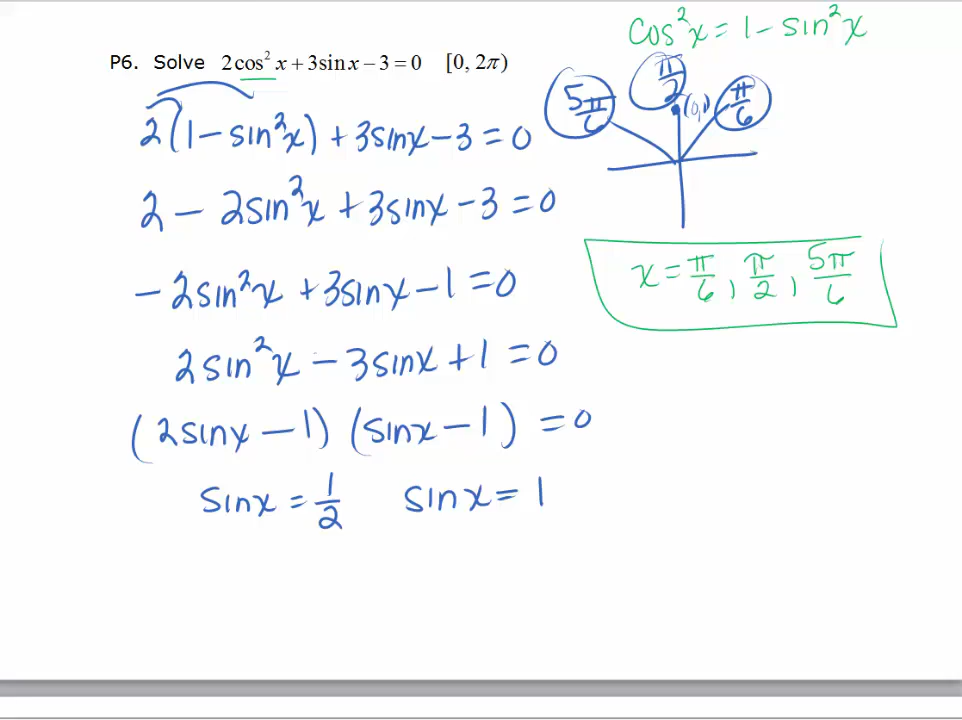 cos²x = 1 - sin²x
P6. Solve 2cos² x + 3sin x - 3 = 0 [0, 2π)
5π/6 π/2 (0,1) π/6
2(1 - sin²x) + 3sinx - 3 = 0
2 - 2sin²x + 3sinx - 3 = 0
x = π/6, π/2, 5π/6
-2sin²x + 3sinx - 1 = 0
2sin²x - 3sinx + 1 = 0
(2sinx - 1) (sinx - 1) = 0
sinx = 1/2 sinx = 1